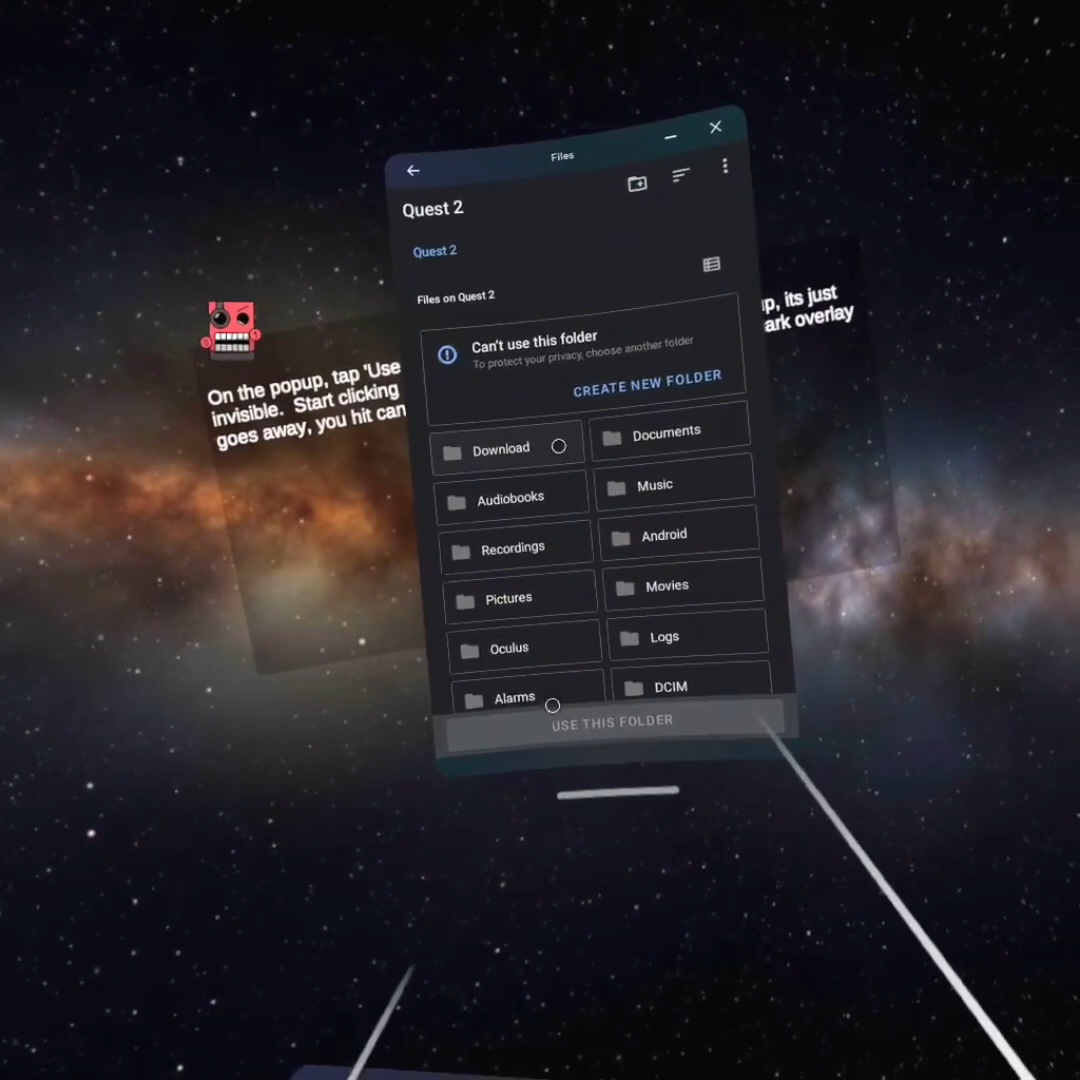 Files
Quest 2
Quest 2
Files on Quest 2
Can't use this folder
To protect your privacy, choose another folder
CREATE NEW FOLDER
Download
Documents
Audiobooks
Music
Recordings
Android
Pictures
Movies
Oculus
Logs
Alarms
DCIM
USE THIS FOLDER
On the popup, tap 'Use
invisible. Start clicking
goes away, you hit can
p, its just
ark overlay